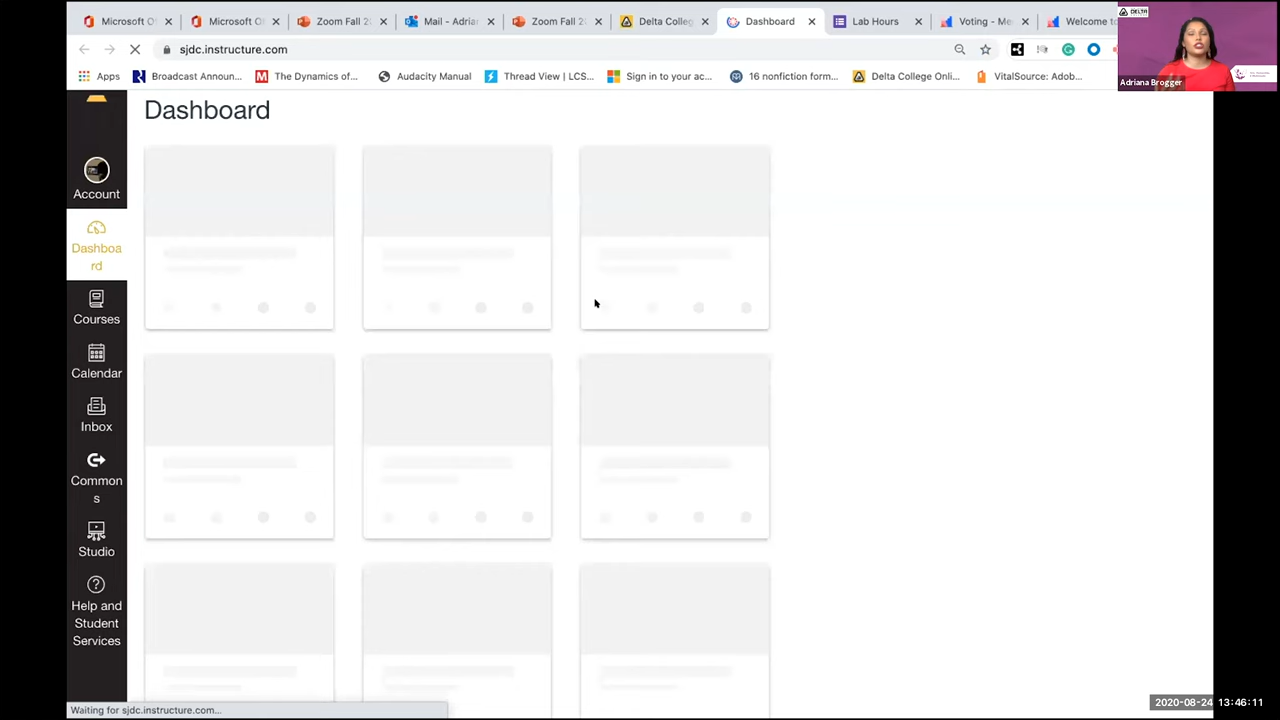 Microsoft O
Microsoft O
Zoom Fall 2
Mail - Adria
Zoom Fall 2
Delta Colleg
Dashboard
Lab Hours
Voting - Me
Welcome to
sjdc.instructure.com
Apps
Broadcast Announ...
The Dynamics of...
Audacity Manual
Thread View | LCS...
Sign in to your ac...
16 nonfiction form...
Delta College Onli...
VitalSource: Adob...
DELTA
Adriana Brogger
Dashboard
Account
Dashboa
rd
Courses
Calendar
Inbox
Common
s
Studio
Help and
Student
Services
Waiting for sjdc.instructure.com...
2020-08-24 13:46:11